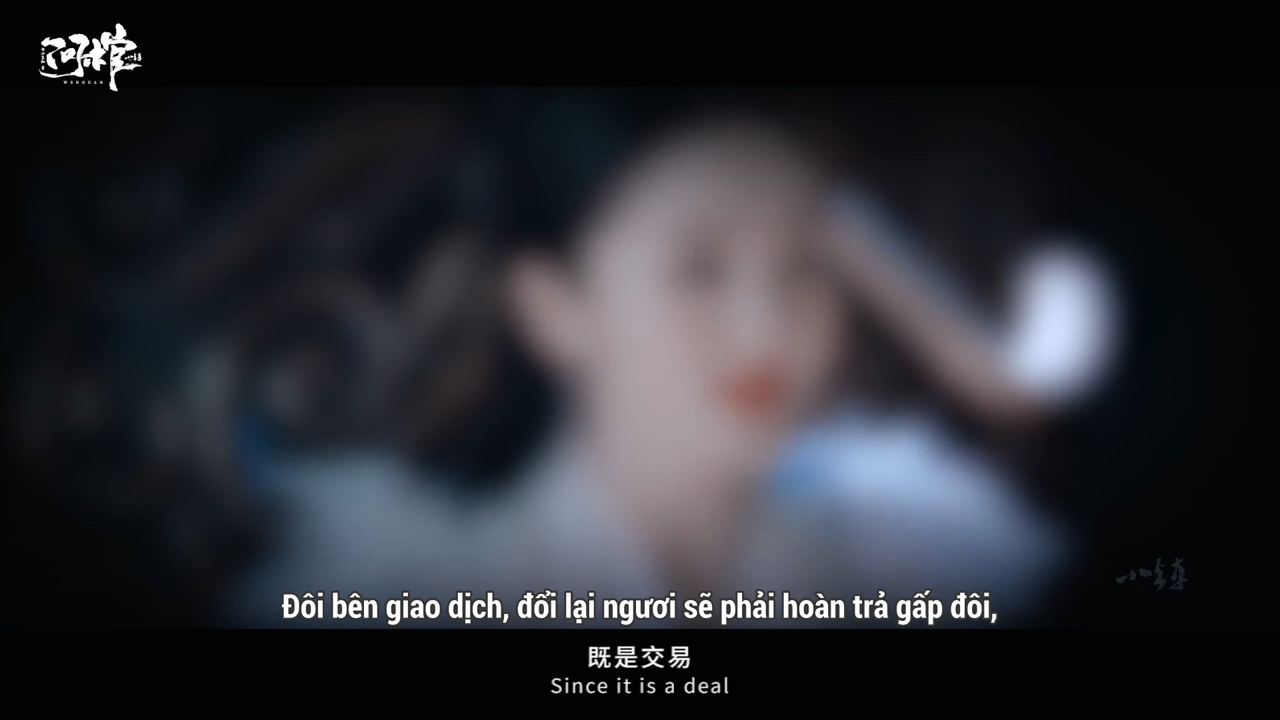 WENGUAN
Đôi bên giao dịch, đổi lại ngươi sẽ phải hoàn trả gấp đôi,
既是交易
Since it is a deal